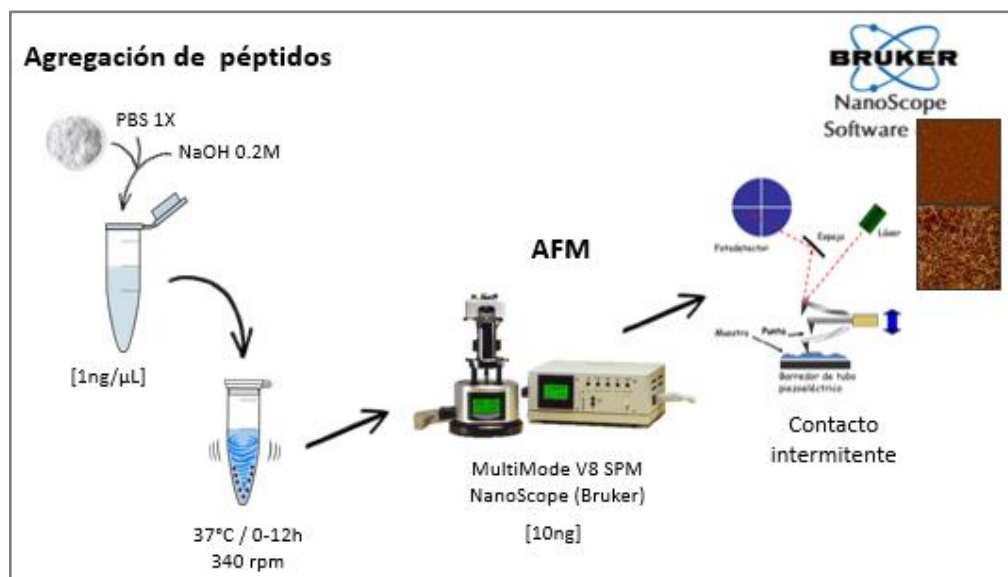 Agregación de péptidos
PBS 1X
NaOH 0.2M
[1ng/µL]
37°C / 0-12h
340 rpm
AFM
MultiMode V8 SPM
NanoScope (Bruker)
[10ng]
BRUKER
NanoScope
Software
Fotodetector
Espejo
Láser
Muestra
Punta
Barredor de tubo
piezoeléctrico
Contacto
intermitente